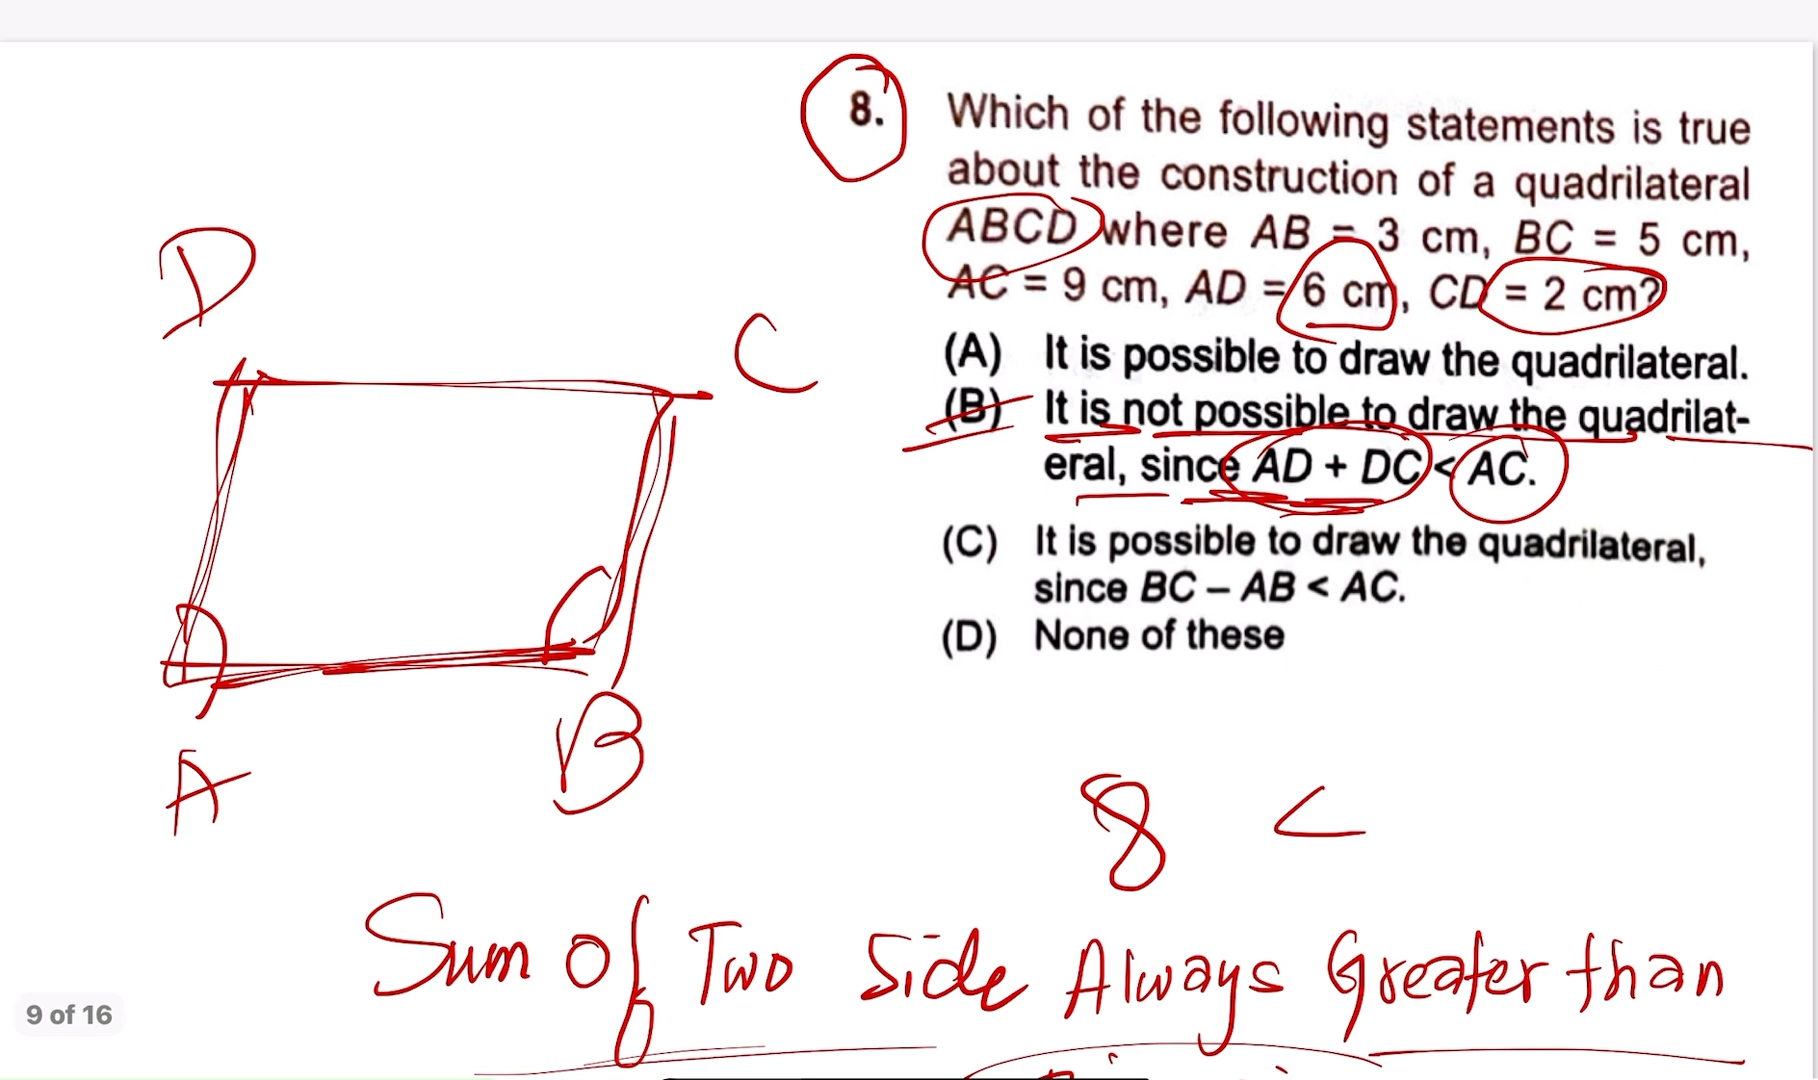 8. Which of the following statements is true
about the construction of a quadrilateral
ABCD where AB = 3 cm, BC = 5 cm,
AC = 9 cm, AD = 6 cm, CD = 2 cm?
(A) It is possible to draw the quadrilateral.
(B) It is not possible to draw the quadrilat-
eral, since AD + DC < AC.
(C) It is possible to draw the quadrilateral,
since BC – AB < AC.
(D) None of these
D
C
A
B
8 <
Sum Of Two Side Always Greater than
9 of 16